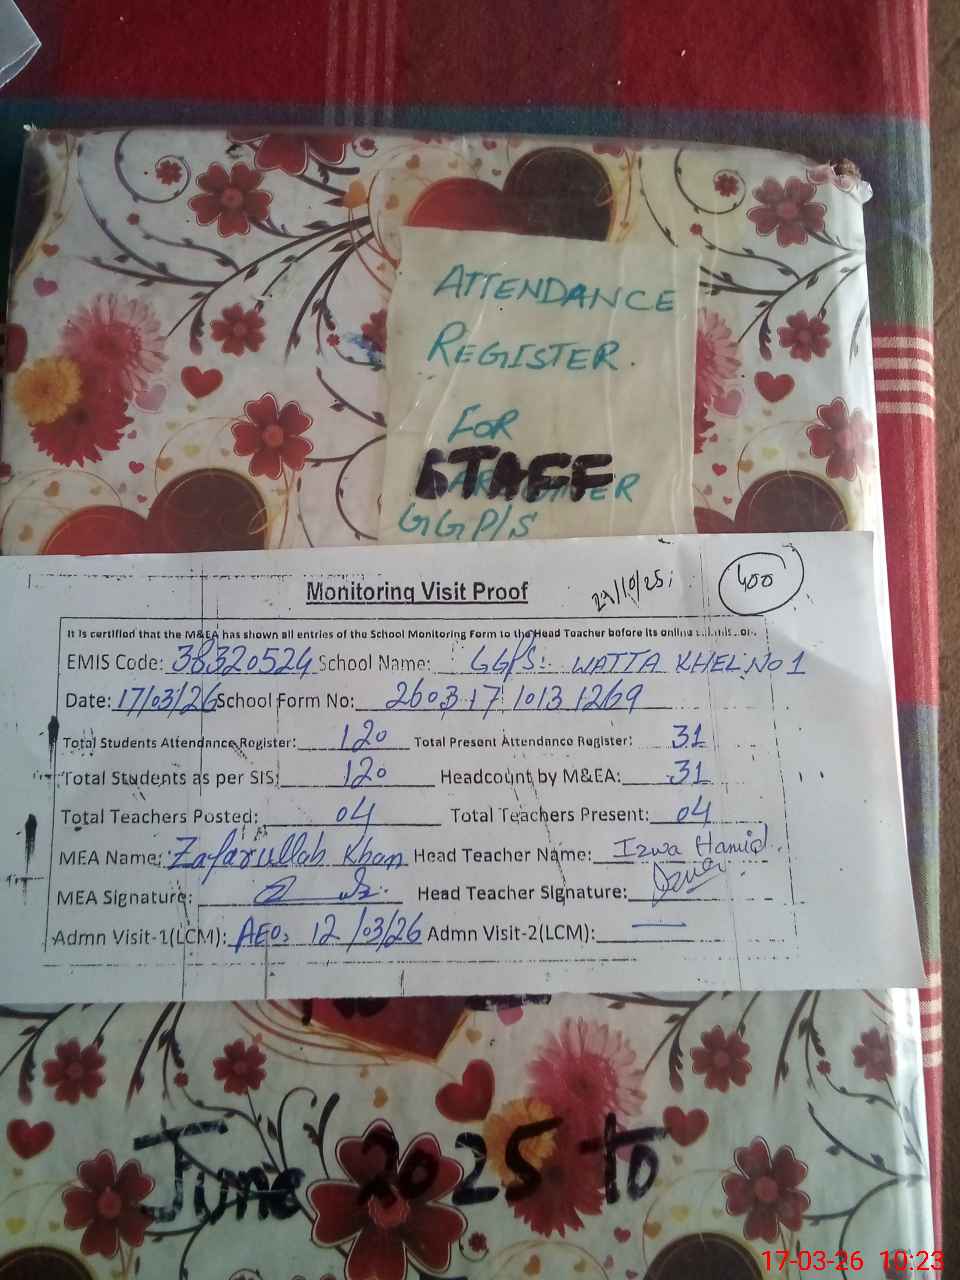 ATTENDANCE
REGISTER.
FOR
STAFF
GGP/S
Monitoring Visit Proof
29/10/25
400
It is certified that the M&EA has shown all entries of the School Monitoring Form to the Head Teacher before its online
EMIS Code: 38320524 School Name: GGPS: WATTA KHEL NO 1
Date: 17/03/26 School Form No: 2603 17 1013 1269
Total Students Attendance Register: 120 Total Present Attendance Register: 31
Total Students as per SIS: 120 Headcount by M&EA: 31
Total Teachers Posted: 04 Total Teachers Present: 04
MEA Name: Zafarullah Khan Head Teacher Name: Izwa Hamid.
MEA Signature: Head Teacher Signature:
Admn Visit-1(LCM): AEO, 12/03/26 Admn Visit-2(LCM): —
June 2025 to
17-03-26 10:23